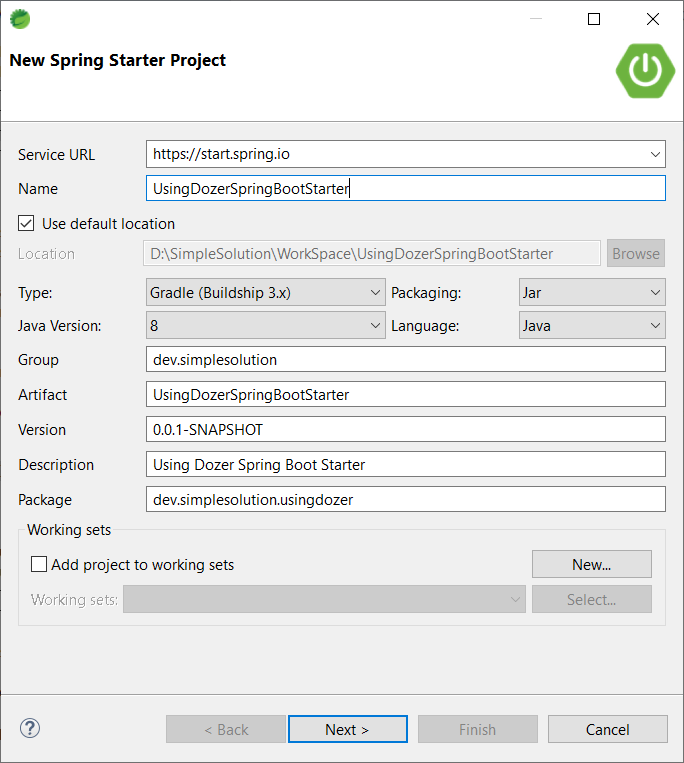 New Spring Starter Project
Service URL https://start.spring.io
Name UsingDozerSpringBootStarter
Use default location
Location D:\SimpleSolution\WorkSpace\UsingDozerSpringBootStarter Browse
Type: Gradle (Buildship 3.x) Packaging: Jar
Java Version: 8 Language: Java
Group dev.simplesolution
Artifact UsingDozerSpringBootStarter
Version 0.0.1-SNAPSHOT
Description Using Dozer Spring Boot Starter
Package dev.simplesolution.usingdozer
Working sets
Add project to working sets New...
Working sets: Select...
? < Back Next > Finish Cancel